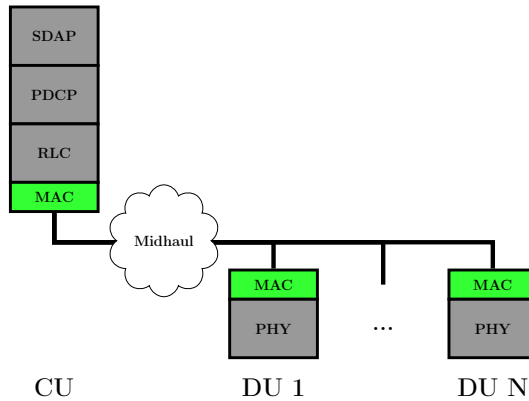 SDAP
PDCP
RLC
MAC
Midhaul
MAC
MAC
PHY
...
PHY
CU
DU 1
DU N